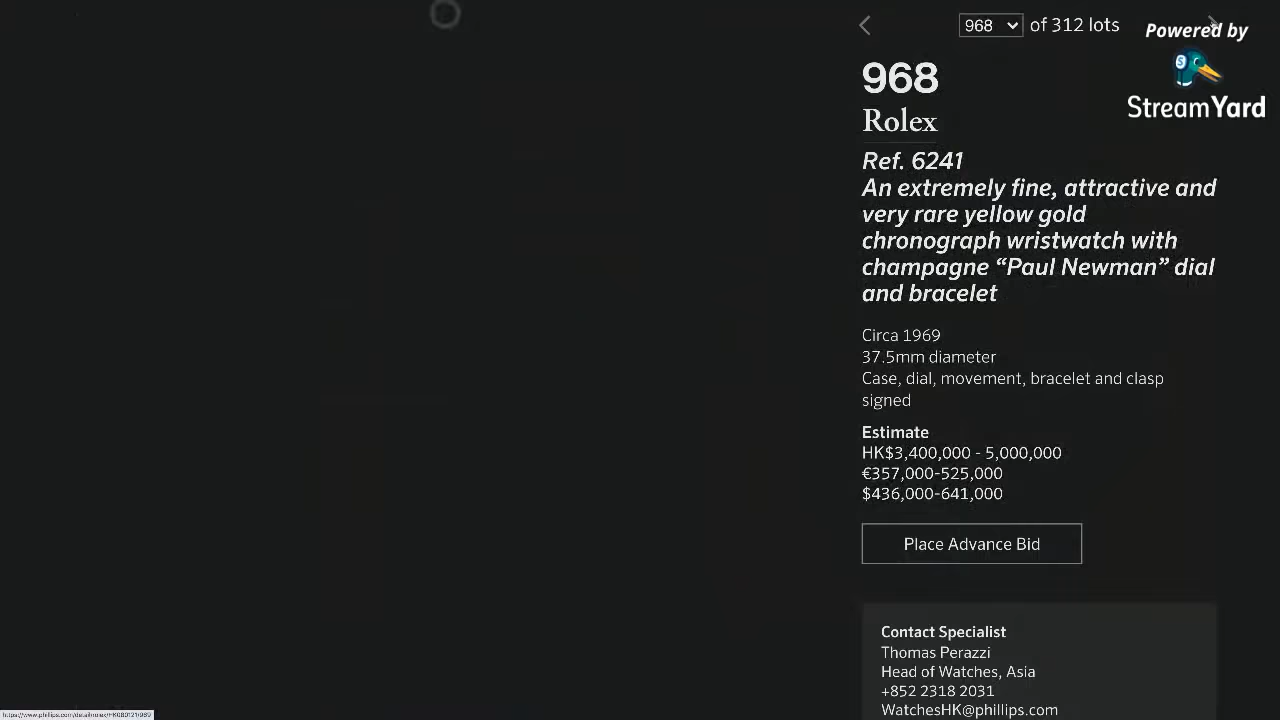 968 of 312 lots
Powered by
StreamYard
968
Rolex
Ref. 6241
An extremely fine, attractive and
very rare yellow gold
chronograph wristwatch with
champagne “Paul Newman” dial
and bracelet
Circa 1969
37.5mm diameter
Case, dial, movement, bracelet and clasp
signed
Estimate
HK$3,400,000 - 5,000,000
€357,000-525,000
$436,000-641,000
Place Advance Bid
Contact Specialist
Thomas Perazzi
Head of Watches, Asia
+852 2318 2031
WatchesHK@phillips.com